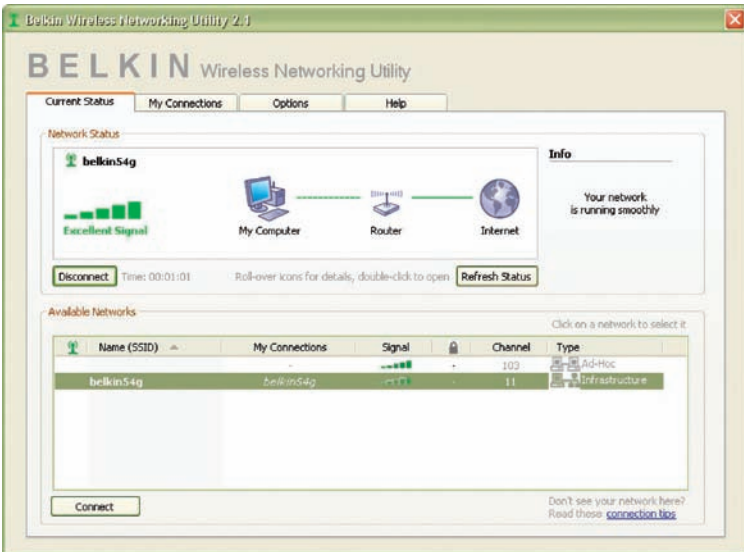 Belkin Wireless Networking Utility 2.1
BELKIN Wireless Networking Utility
Current Status My Connections Options Help
Network Status
belkin54g
Excellent Signal
My Computer Router Internet
Info
Your network
is running smoothly
Disconnect Time: 00:01:01 Roll-over icons for details, double-click to open Refresh Status
Available Networks
Click on a network to select it
Name (SSID) My Connections Signal Channel Type
- - 103 Ad-Hoc
belkin54g belkin54g - 11 Infrastructure
Connect
Don't see your network here?
Read these connection tips